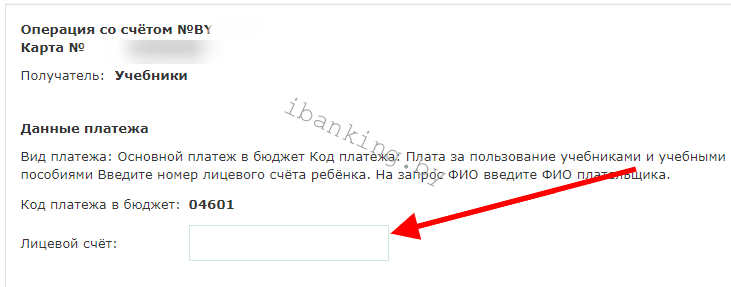 Операция со счётом №BY
Карта №
Получатель: Учебники
ibanking.by
Данные платежа
Вид платежа: Основной платеж в бюджет Код платежа: Плата за пользование учебниками и учебными
пособиями Введите номер лицевого счёта ребёнка. На запрос ФИО введите ФИО плательщика.
Код платежа в бюджет: 04601
Лицевой счёт: